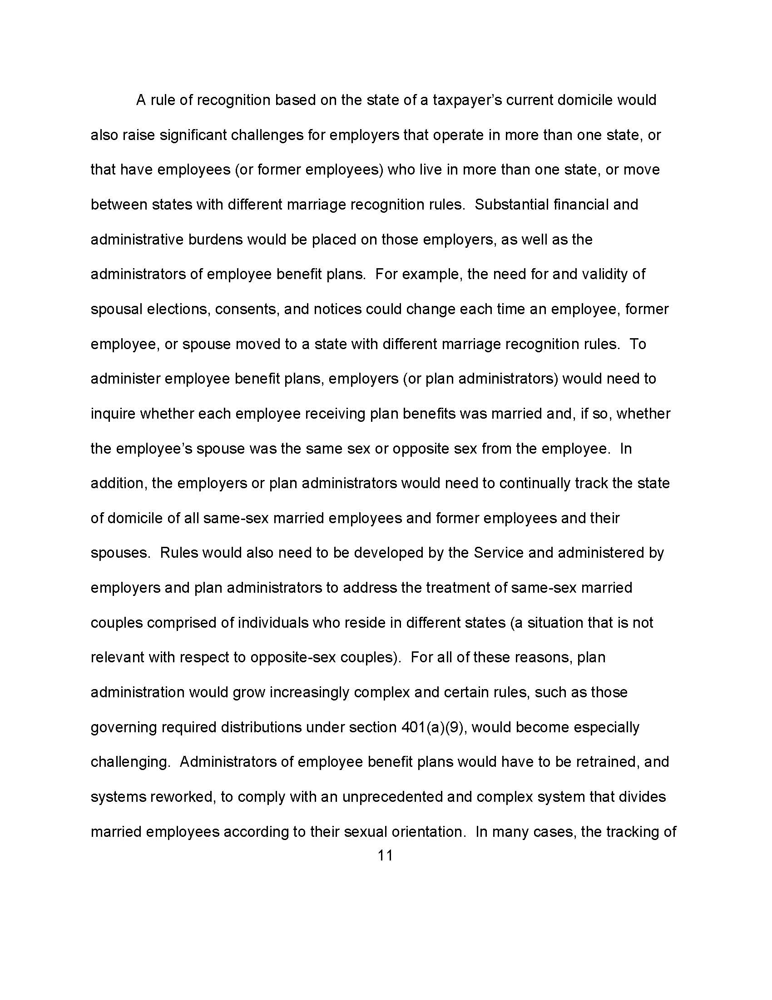 A rule of recognition based on the state of a taxpayer’s current domicile would
also raise significant challenges for employers that operate in more than one state, or
that have employees (or former employees) who live in more than one state, or move
between states with different marriage recognition rules.  Substantial financial and
administrative burdens would be placed on those employers, as well as the
administrators of employee benefit plans.  For example, the need for and validity of
spousal elections, consents, and notices could change each time an employee, former
employee, or spouse moved to a state with different marriage recognition rules.  To
administer employee benefit plans, employers (or plan administrators) would need to
inquire whether each employee receiving plan benefits was married and, if so, whether
the employee’s spouse was the same sex or opposite sex from the employee.  In
addition, the employers or plan administrators would need to continually track the state
of domicile of all same-sex married employees and former employees and their
spouses.  Rules would also need to be developed by the Service and administered by
employers and plan administrators to address the treatment of same-sex married
couples comprised of individuals who reside in different states (a situation that is not
relevant with respect to opposite-sex couples).  For all of these reasons, plan
administration would grow increasingly complex and certain rules, such as those
governing required distributions under section 401(a)(9), would become especially
challenging.  Administrators of employee benefit plans would have to be retrained, and
systems reworked, to comply with an unprecedented and complex system that divides
married employees according to their sexual orientation.  In many cases, the tracking of
11